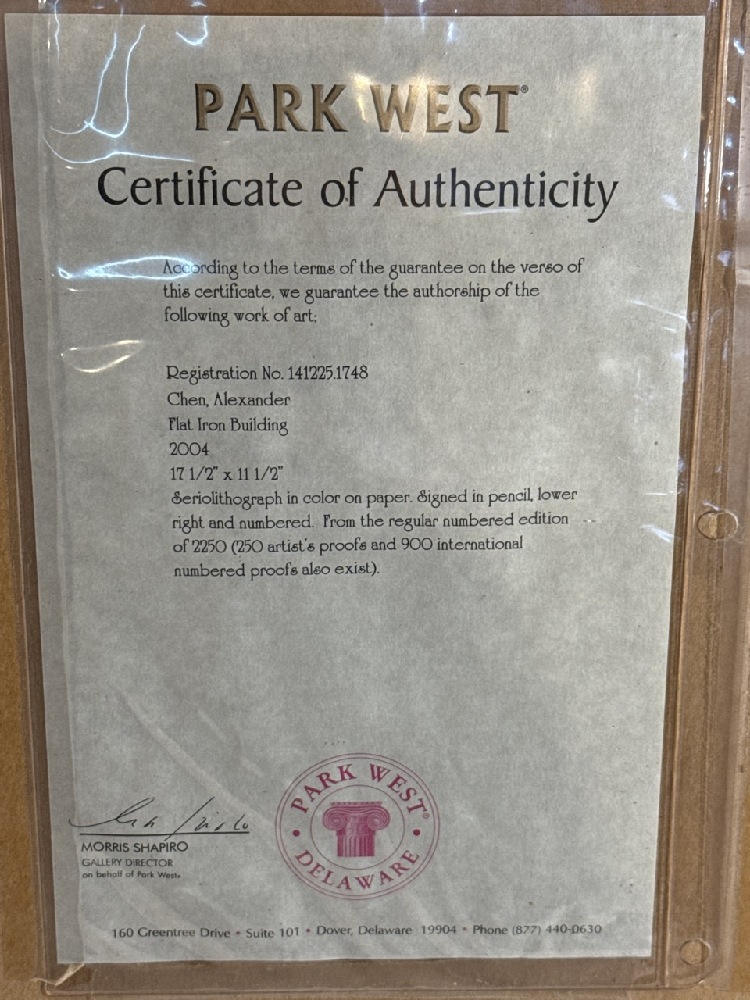 PARK WEST®
Certificate of Authenticity
According to the terms of the guarantee on the verso of
this certificate, we guarantee the authorship of the
following work of art:
Registration No. 141225.1748
Chen, Alexander
Flat Iron Building
2004
17 1/2" x 11 1/2"
Seriolithograph in color on paper. Signed in pencil, lower
right and numbered. From the regular numbered edition
of 2250 (250 artist's proofs and 900 international
numbered proofs also exist).
PARK WEST®
• DELAWARE •
MORRIS SHAPIRO
GALLERY DIRECTOR
on behalf of Park West.
160 Greentree Drive • Suite 101 • Dover, Delaware 19904 • Phone (877) 440-0630